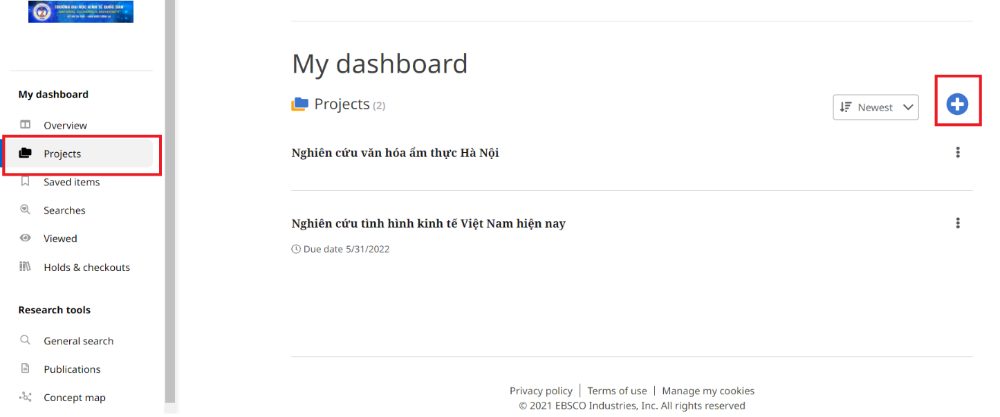 TRƯỜNG ĐẠI HỌC KINH TẾ QUỐC DÂN
NATIONAL ECONOMICS UNIVERSITY
My dashboard
Overview
Projects
Saved items
Searches
Viewed
Holds & checkouts
Research tools
General search
Publications
Concept map
My dashboard
Projects (2)
Newest
Nghiên cứu văn hóa ẩm thực Hà Nội
Nghiên cứu tình hình kinh tế Việt Nam hiện nay
Due date 5/31/2022
Privacy policy | Terms of use | Manage my cookies
© 2021 EBSCO Industries, Inc. All rights reserved